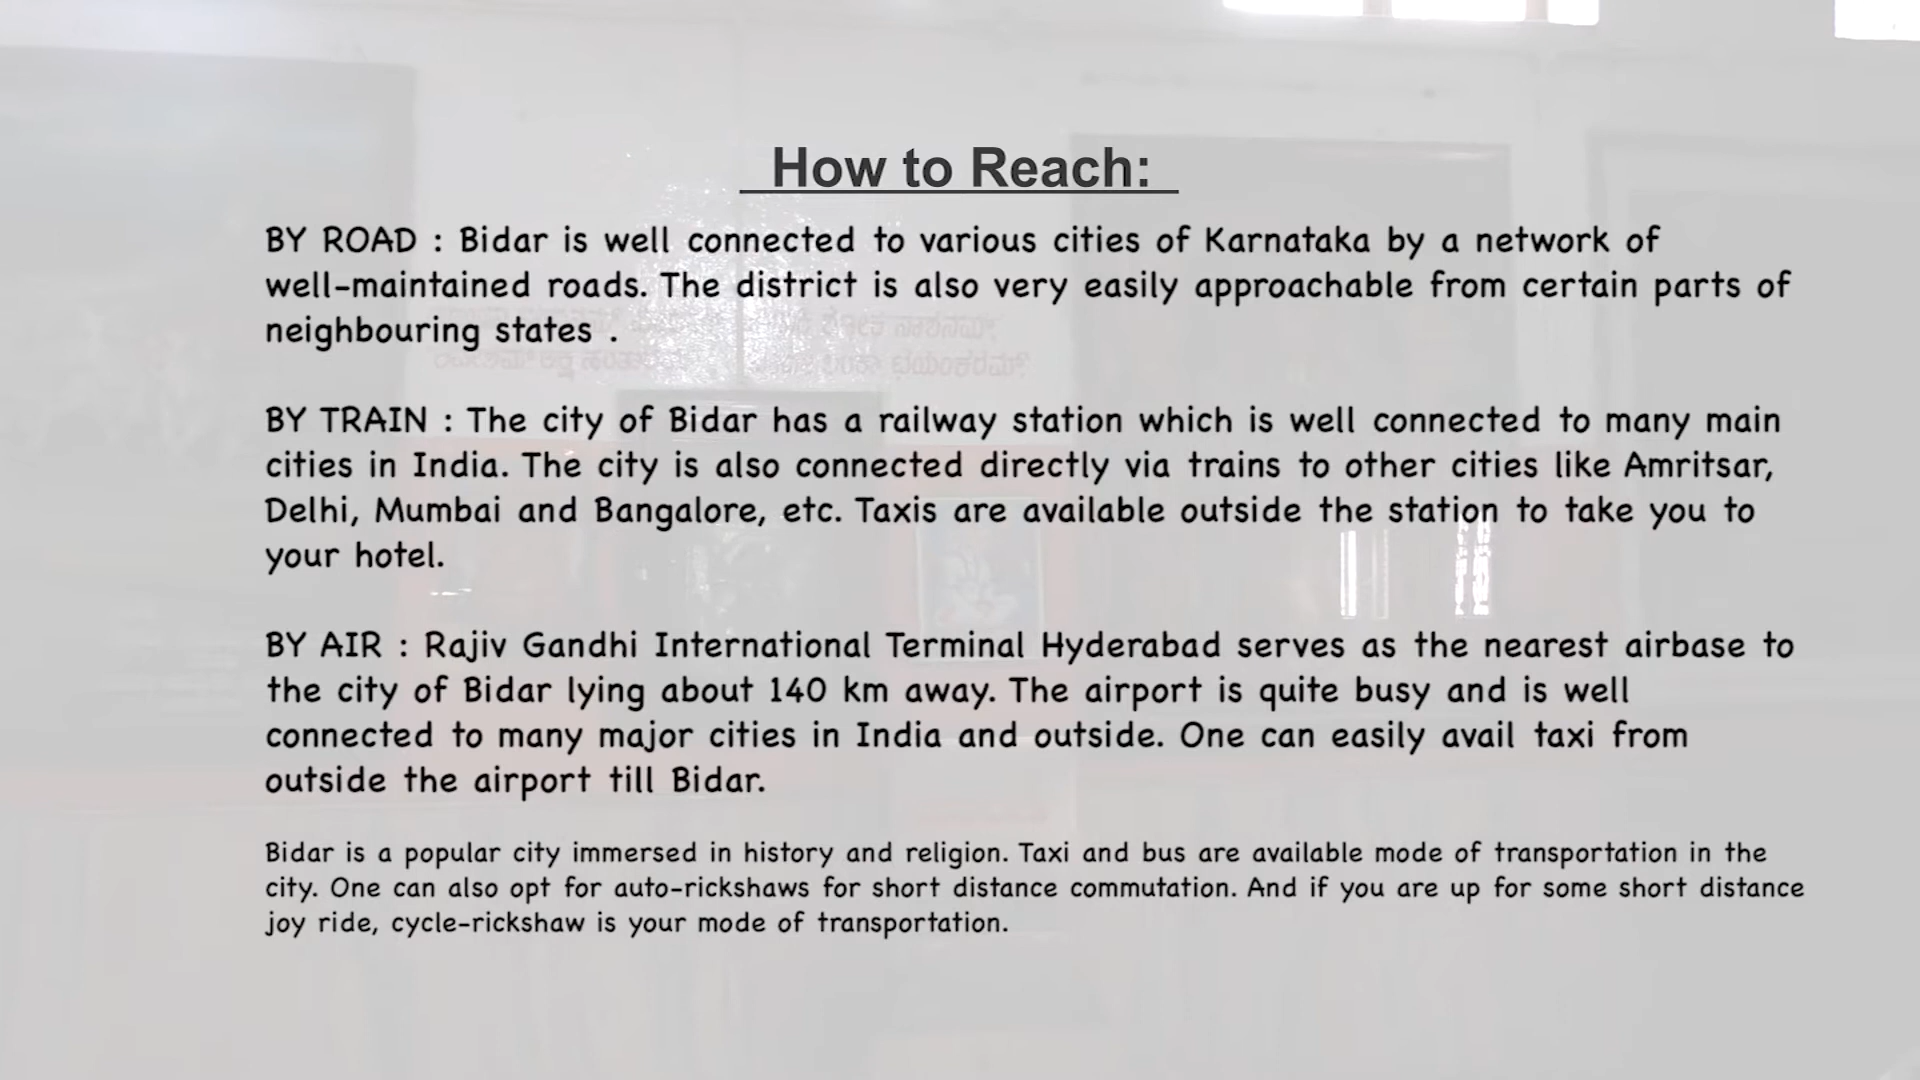 How to Reach:
BY ROAD : Bidar is well connected to various cities of Karnataka by a network of
well-maintained roads. The district is also very easily approachable from certain parts of
neighbouring states .
BY TRAIN : The city of Bidar has a railway station which is well connected to many main
cities in India. The city is also connected directly via trains to other cities like Amritsar,
Delhi, Mumbai and Bangalore, etc. Taxis are available outside the station to take you to
your hotel.
BY AIR : Rajiv Gandhi International Terminal Hyderabad serves as the nearest airbase to
the city of Bidar lying about 140 km away. The airport is quite busy and is well
connected to many major cities in India and outside. One can easily avail taxi from
outside the airport till Bidar.
Bidar is a popular city immersed in history and religion. Taxi and bus are available mode of transportation in the
city. One can also opt for auto-rickshaws for short distance commutation. And if you are up for some short distance
joy ride, cycle-rickshaw is your mode of transportation.